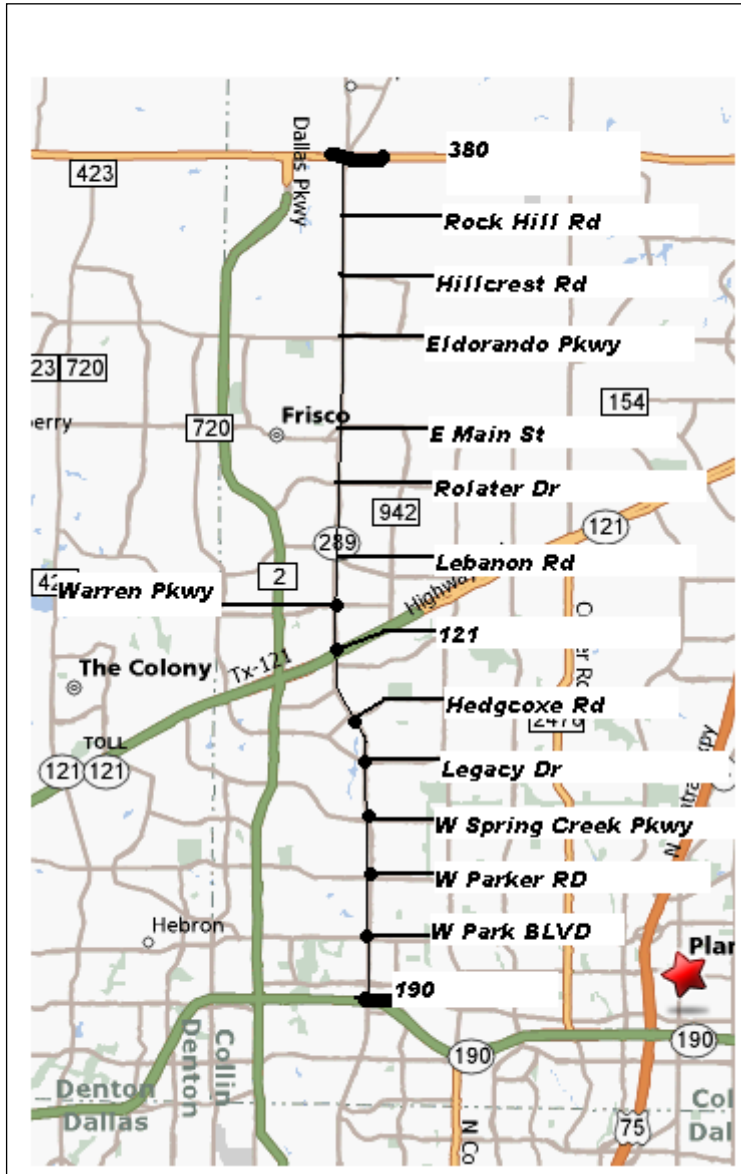 380
Dallas Pkwy
423
Rock Hill Rd
Hillcrest Rd
Eldorando Pkwy
23 720
154
Frisco
720
E Main St
Rolater Dr
942
121
289
Lebanon Rd
2
Warren Pkwy
121
The Colony
Tx-121
Hedgcoxe Rd
2478
TOLL
121 121
Legacy Dr
W Spring Creek Pkwy
N
W Parker RD
Hebron
W Park BLVD
190
190
190
Denton
Collin
Denton
Dallas
75
N Co